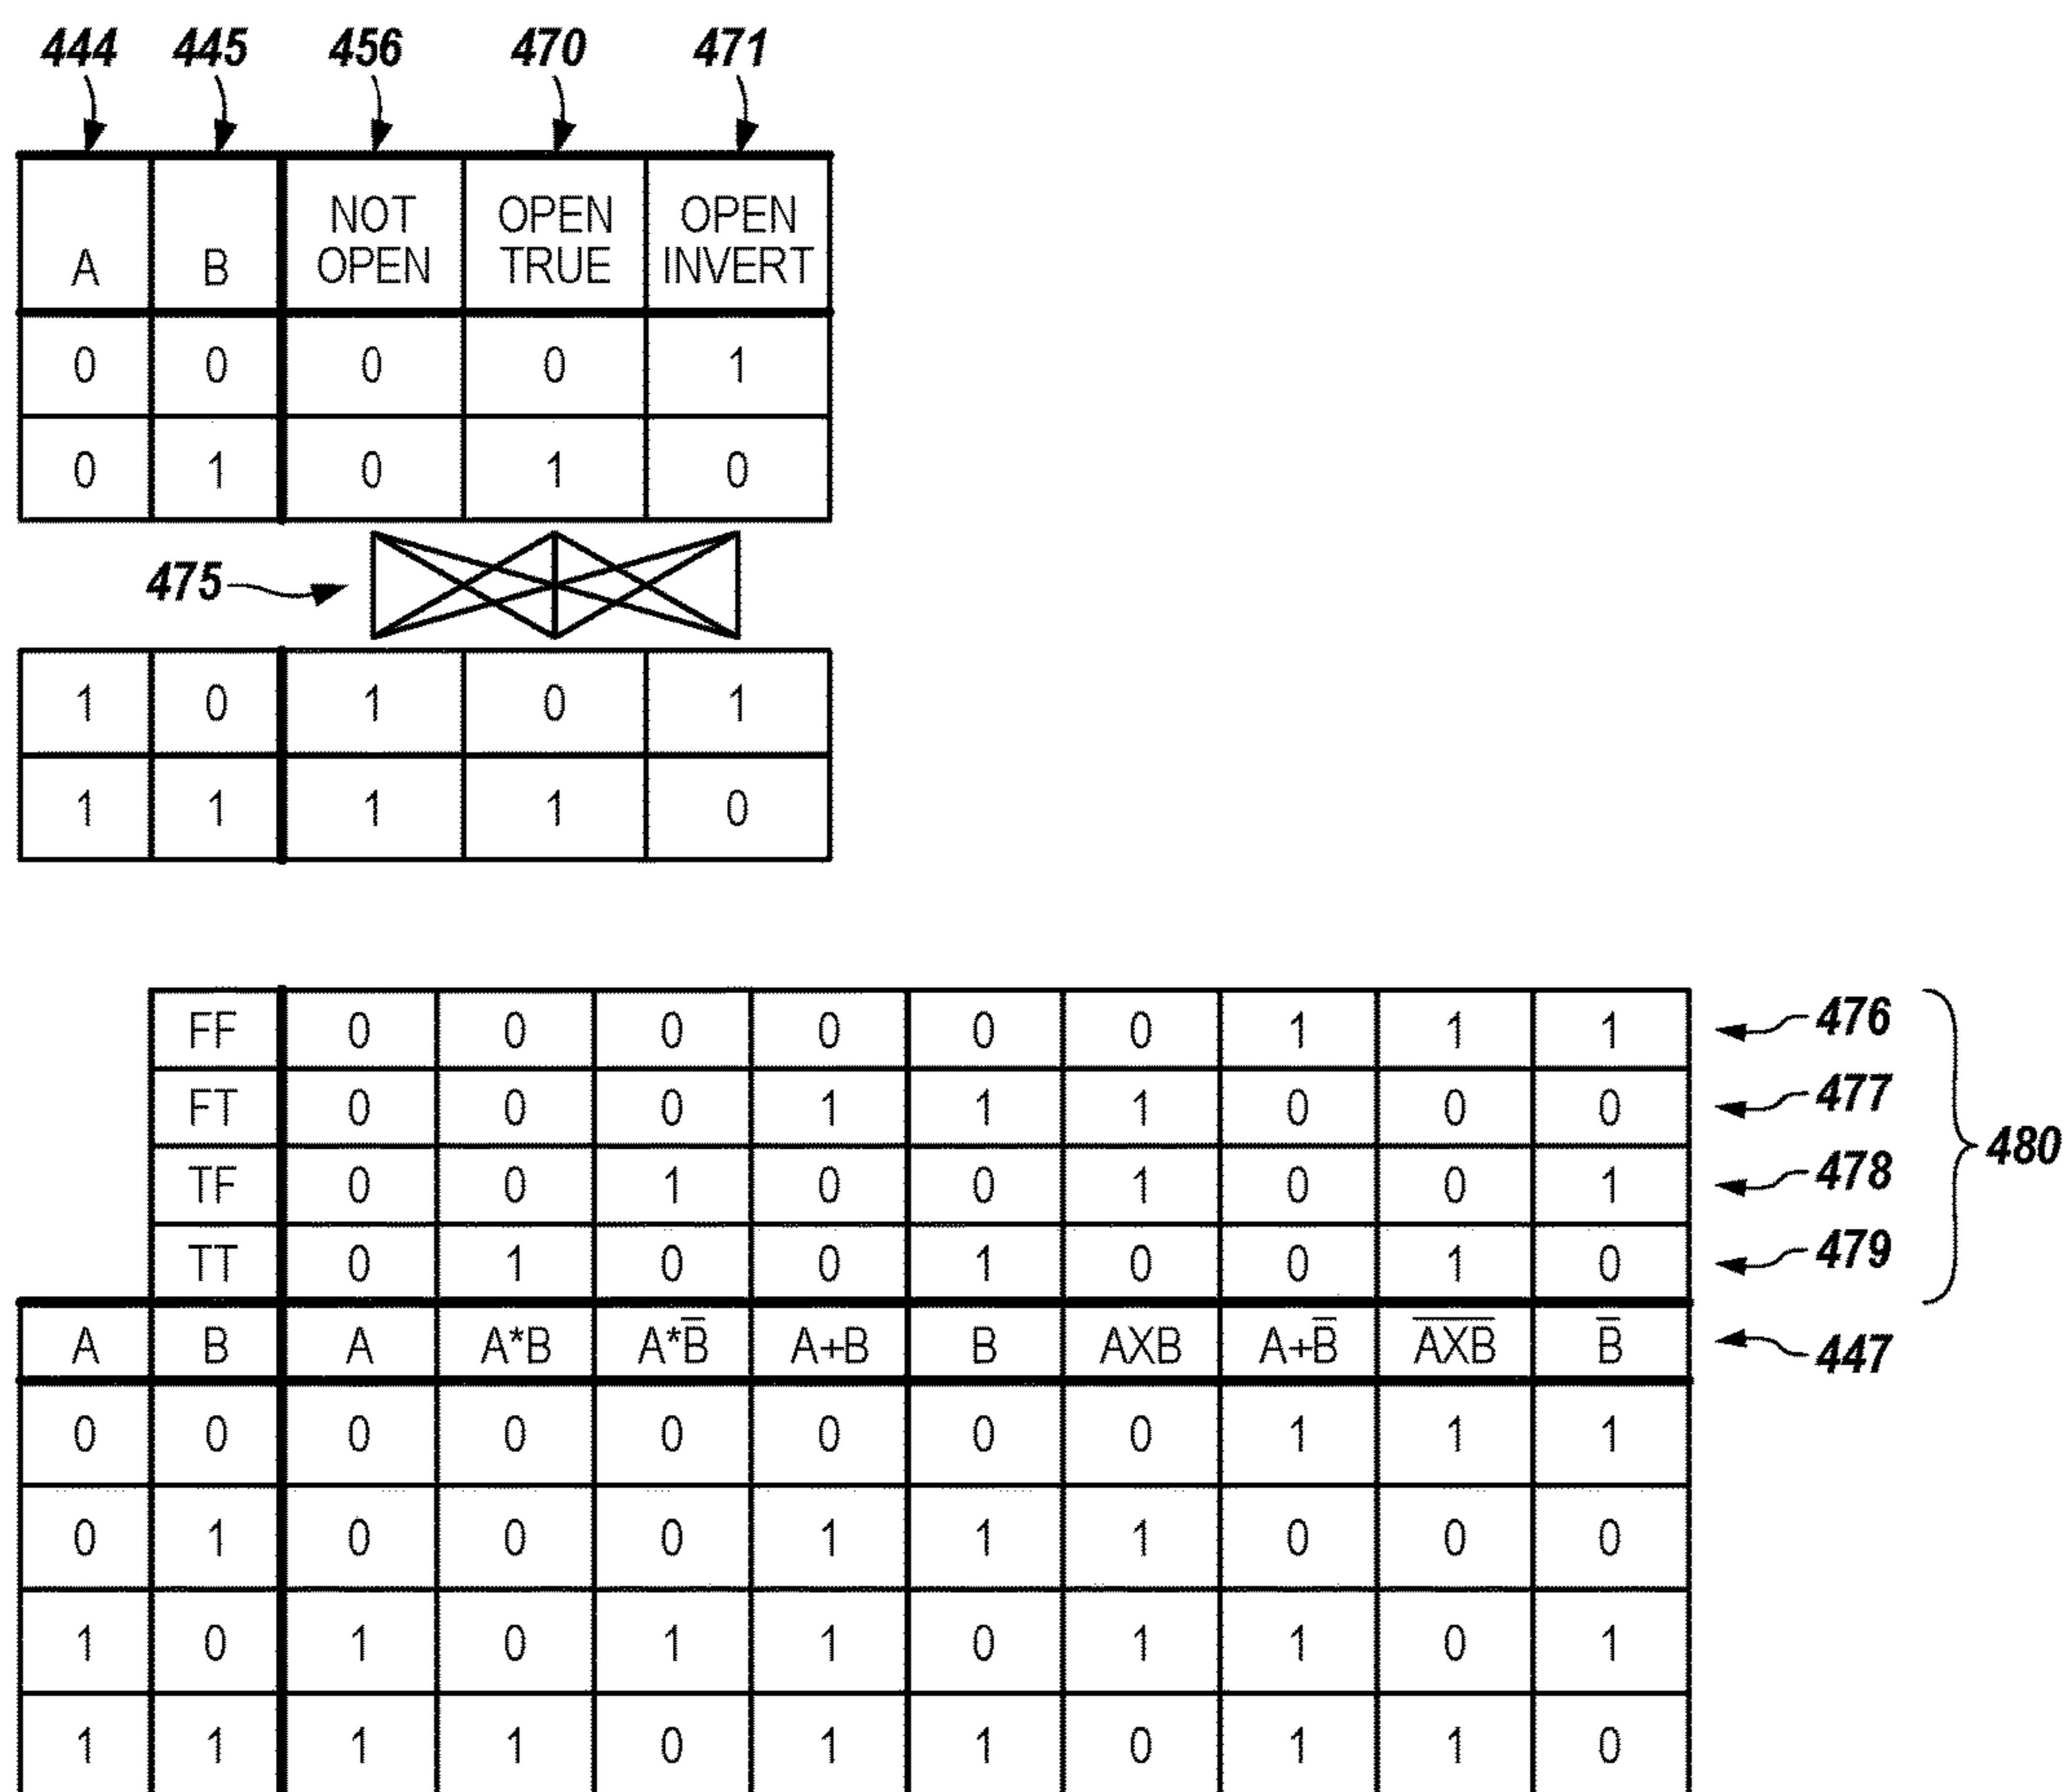 444 445 456 470 471
A B NOT OPEN OPEN TRUE OPEN INVERT
0 0 0 0 1
0 1 0 1 0
475
1 0 1 0 1
1 1 1 1 0
FF 0 0 0 0 0 0 1 1 1 476
FT 0 0 0 1 1 1 0 0 0 477
480
TF 0 0 1 0 0 1 0 0 1 478
TT 0 1 0 0 1 0 0 1 0 479
A B A A*B A*B̅ A+B B AXB A+B̅ A̅X̅B̅ B̅ 447
0 0 0 0 0 0 0 0 1 1 1
0 1 0 0 0 1 1 1 0 0 0
1 0 1 0 1 1 0 1 1 0 1
1 1 1 1 0 1 1 0 1 1 0